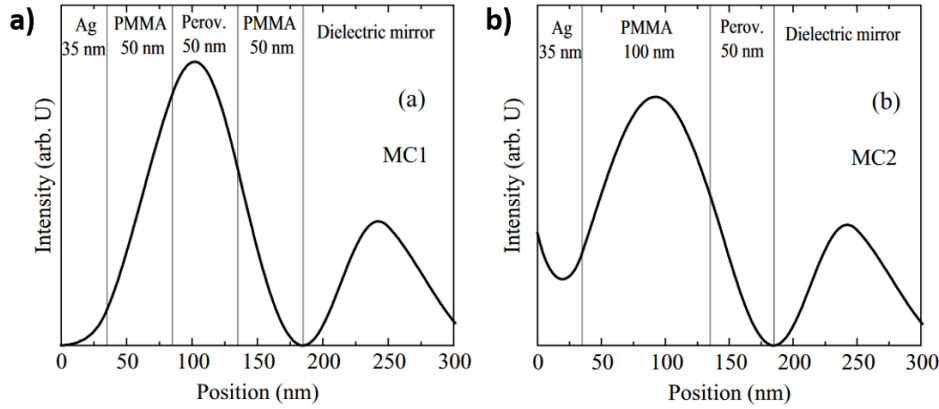 a)
Ag
35 nm
PMMA
50 nm
Perov.
50 nm
PMMA
50 nm
Dielectric mirror
(a)
MC1
Intensity (arb. U)
0 50 100 150 200 250 300
Position (nm)
b)
Ag
35 nm
PMMA
100 nm
Perov.
50 nm
Dielectric mirror
(b)
MC2
Intensity (arb. U)
0 50 100 150 200 250 300
Position (nm)